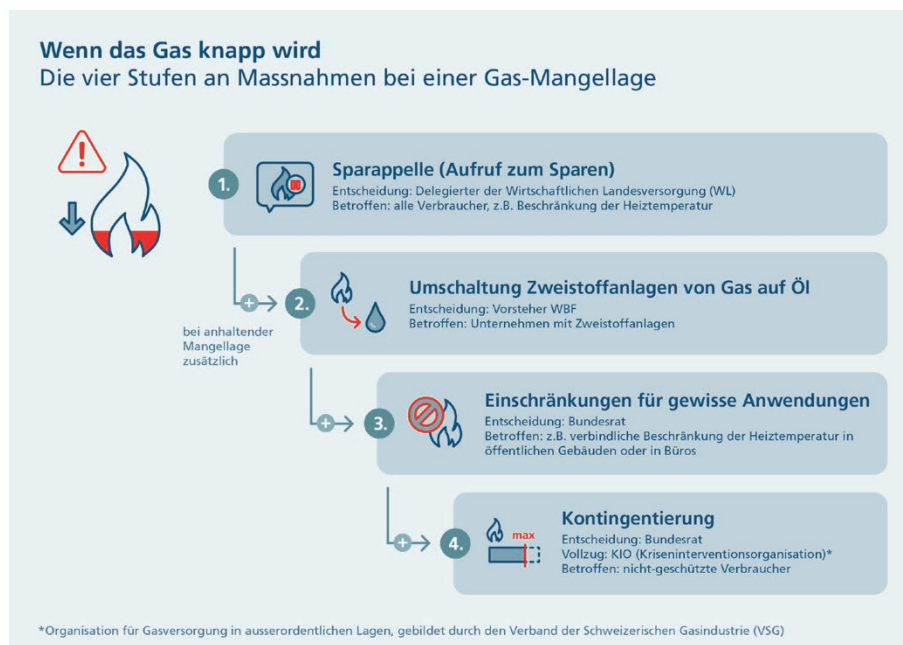 Wenn das Gas knapp wird
Die vier Stufen an Massnahmen bei einer Gas-Mangellage
1.
Sparappelle (Aufruf zum Sparen)
Entscheidung: Delegierter der Wirtschaftlichen Landesversorgung (WL)
Betroffen: alle Verbraucher, z.B. Beschränkung der Heiztemperatur
bei anhaltender
Mangellage
zusätzlich
2.
Umschaltung Zweistoffanlagen von Gas auf Öl
Entscheidung: Vorsteher WBF
Betroffen: Unternehmen mit Zweistoffanlagen
3.
Einschränkungen für gewisse Anwendungen
Entscheidung: Bundesrat
Betroffen: z.B. verbindliche Beschränkung der Heiztemperatur in
öffentlichen Gebäuden oder in Büros
4.
max
Kontingentierung
Entscheidung: Bundesrat
Vollzug: KIO (Kriseninterventionsorganisation)*
Betroffen: nicht-geschützte Verbraucher
*Organisation für Gasversorgung in ausserordentlichen Lagen, gebildet durch den Verband der Schweizerischen Gasindustrie (VSG)